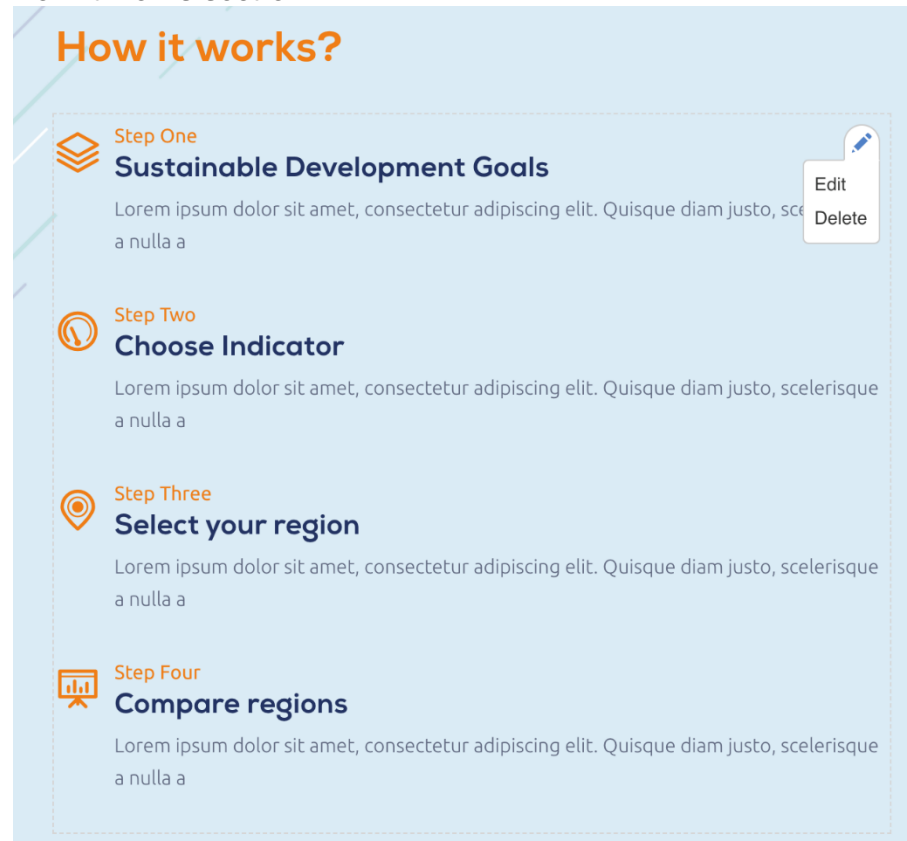 How it works?
Step One
Sustainable Development Goals
Lorem ipsum dolor sit amet, consectetur adipiscing elit. Quisque diam justo,
a nulla a
Edit
Delete
Step Two
Choose Indicator
Lorem ipsum dolor sit amet, consectetur adipiscing elit. Quisque diam justo, scelerisque
a nulla a
Step Three
Select your region
Lorem ipsum dolor sit amet, consectetur adipiscing elit. Quisque diam justo, scelerisque
a nulla a
Step Four
Compare regions
Lorem ipsum dolor sit amet, consectetur adipiscing elit. Quisque diam justo, scelerisque
a nulla a